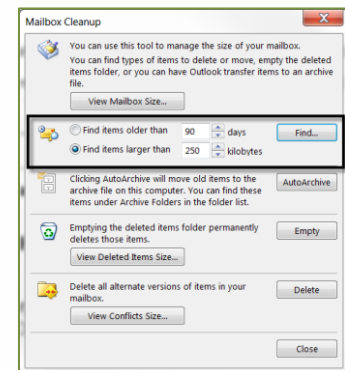 Mailbox Cleanup
You can use this tool to manage the size of your mailbox.
You can find types of items to delete or move, empty the deleted
items folder, or you can have Outlook transfer items to an archive
file.
View Mailbox Size...
Find items older than 90 days Find...
Find items larger than 250 kilobytes
Clicking AutoArchive will move old items to the AutoArchive
archive file on this computer. You can find these
items under Archive Folders in the folder list.
Emptying the deleted items folder permanently Empty
deletes those items.
View Deleted Items Size...
Delete all alternate versions of items in your Delete
mailbox.
View Conflicts Size...
Close